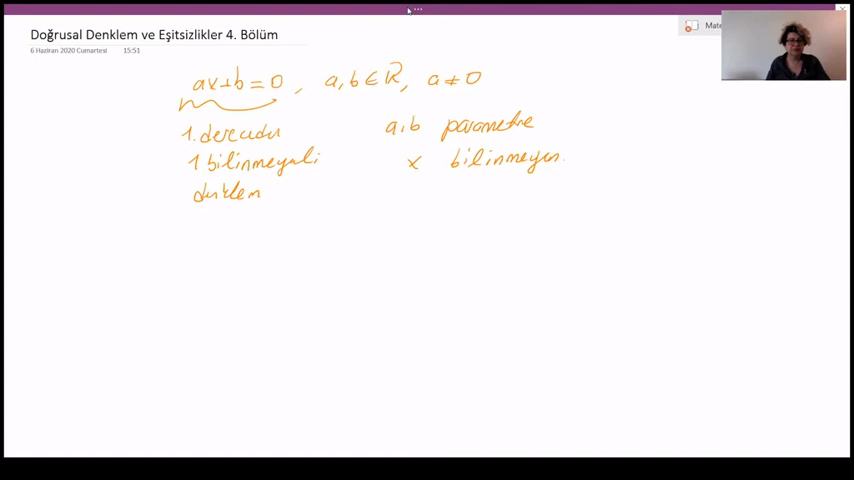 Doğrusal Denklem ve Eşitsizlikler 4. Bölüm
6 Haziran 2020 Cumartesi 15:51
Mate
ax+b=0, a,b∈R, a≠0
1. dereceden a,b parametre
1 bilinmeyenli x bilinmeyen.
denklem